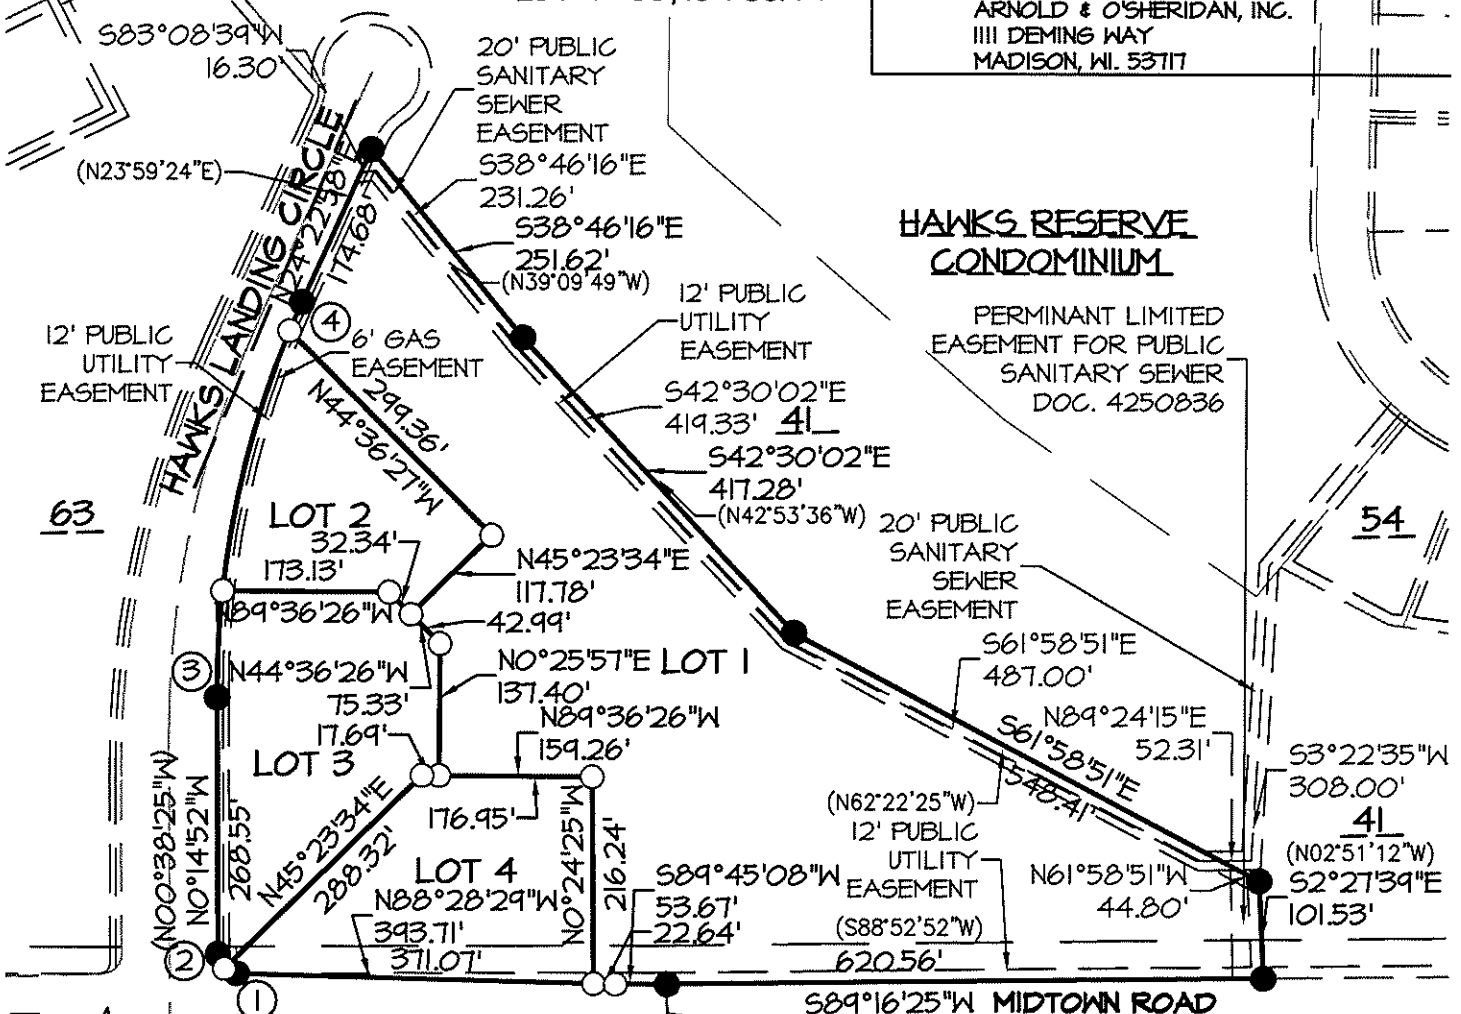 ARNOLD & O'SHERIDAN, INC.
1111 DEMING WAY
MADISON, WI. 53717
S83°08'39"W
16.30'
20' PUBLIC
SANITARY
SEWER
EASEMENT
S38°46'16"E
231.26'
S38°46'16"E
251.62'
(N39°09'49"W)
(N23°59'24"E)
HAWKS LANDING CIRCLE
N24°22'58"E
174.68'
HAWKS RESERVE
CONDOMINIUM
12' PUBLIC
UTILITY
EASEMENT
PERMINANT LIMITED
EASEMENT FOR PUBLIC
SANITARY SEWER
DOC. 4250836
12' PUBLIC
UTILITY
EASEMENT
4
6' GAS
EASEMENT
299.36'
N44°36'27"W
S42°30'02"E
419.33'
41
S42°30'02"E
417.28'
(N42°53'36"W)
63
LOT 2
32.34'
173.13'
N45°23'34"E
117.78'
42.99'
20' PUBLIC
SANITARY
SEWER
EASEMENT
54
3
N44°36'26"W
75.33'
17.69'
N0°25'57"E
137.40'
LOT 1
S61°58'51"E
487.00'
N89°36'26"W
159.26'
LOT 3
176.95'
S61°58'51"E
548.41'
(N62°22'25"W)
N89°24'15"E
52.31'
S3°22'35"W
308.00'
41
(N02°51'12"W)
S2°27'39"E
101.53'
(N00°38'25"W)
N0°14'52"W
268.55'
N45°23'34"E
288.32'
LOT 4
N88°28'29"W
393.71'
371.07'
N0°24'25"W
216.24'
S89°45'08"W
53.67'
22.64'
12' PUBLIC
UTILITY
EASEMENT
N61°58'51"W
44.80'
(S88°52'52"W)
620.56'
2
1
S89°16'25"W
MIDTOWN ROAD